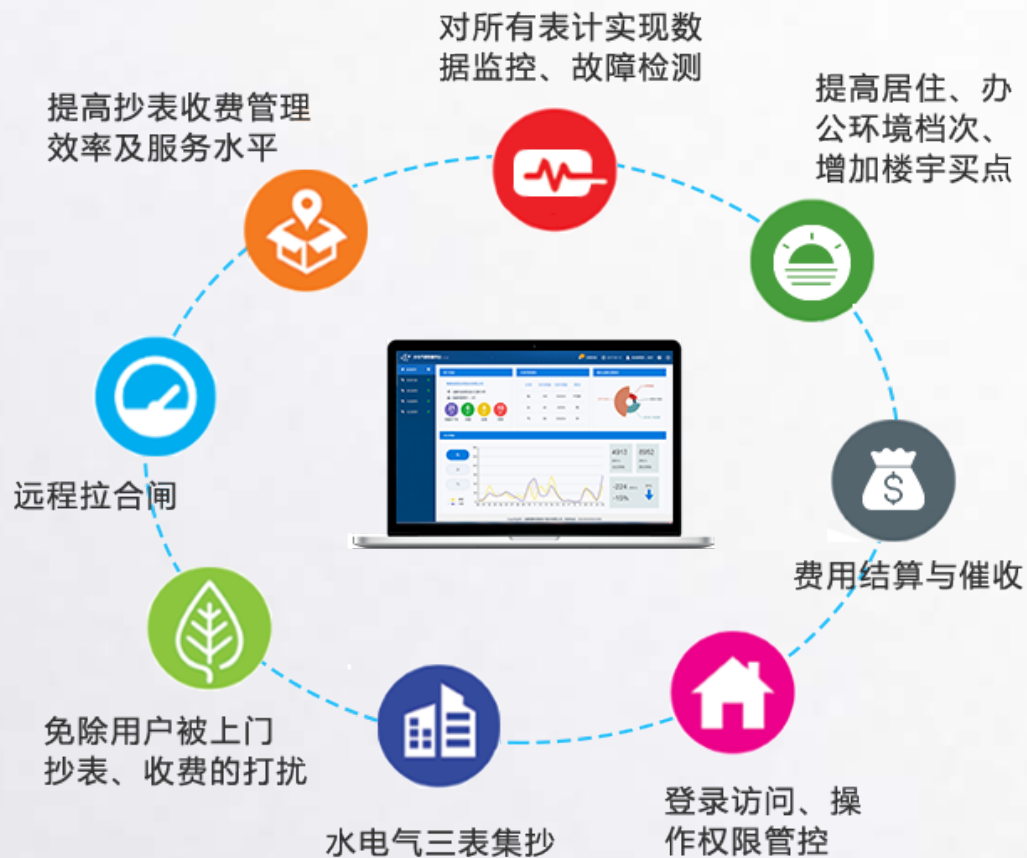 对所有表计实现数
据监控、故障检测
提高居住、办
公环境档次、
增加楼宇买点
提高抄表收费管理
效率及服务水平
远程拉合闸
费用结算与催收
免除用户被上门
抄表、收费的打扰
登录访问、操
作权限管控
水电气三表集抄
4913
8952
-224
-15%